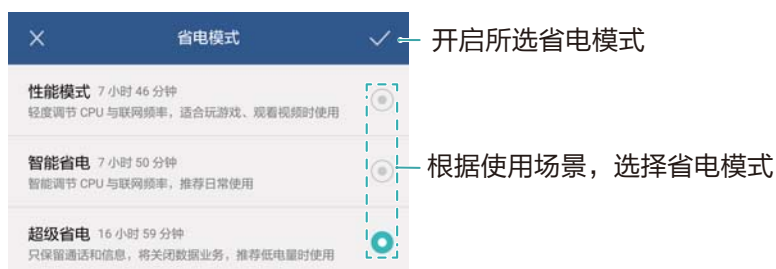 省电模式
开启所选省电模式
性能模式 7 小时 46 分钟
轻度调节 CPU 与联网频率，适合玩游戏、观看视频时使用
智能省电 7 小时 50 分钟
智能调节 CPU 与联网频率，推荐日常使用
根据使用场景，选择省电模式
超级省电 16 小时 59 分钟
只保留通话和信息，将关闭数据业务，推荐低电量时使用